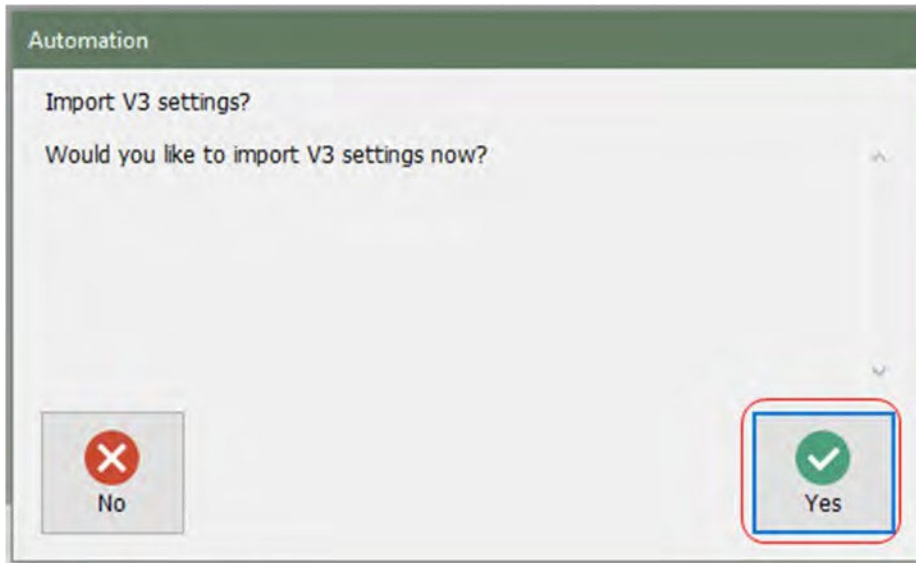 Automation
Import V3 settings?
Would you like to import V3 settings now?
No
Yes